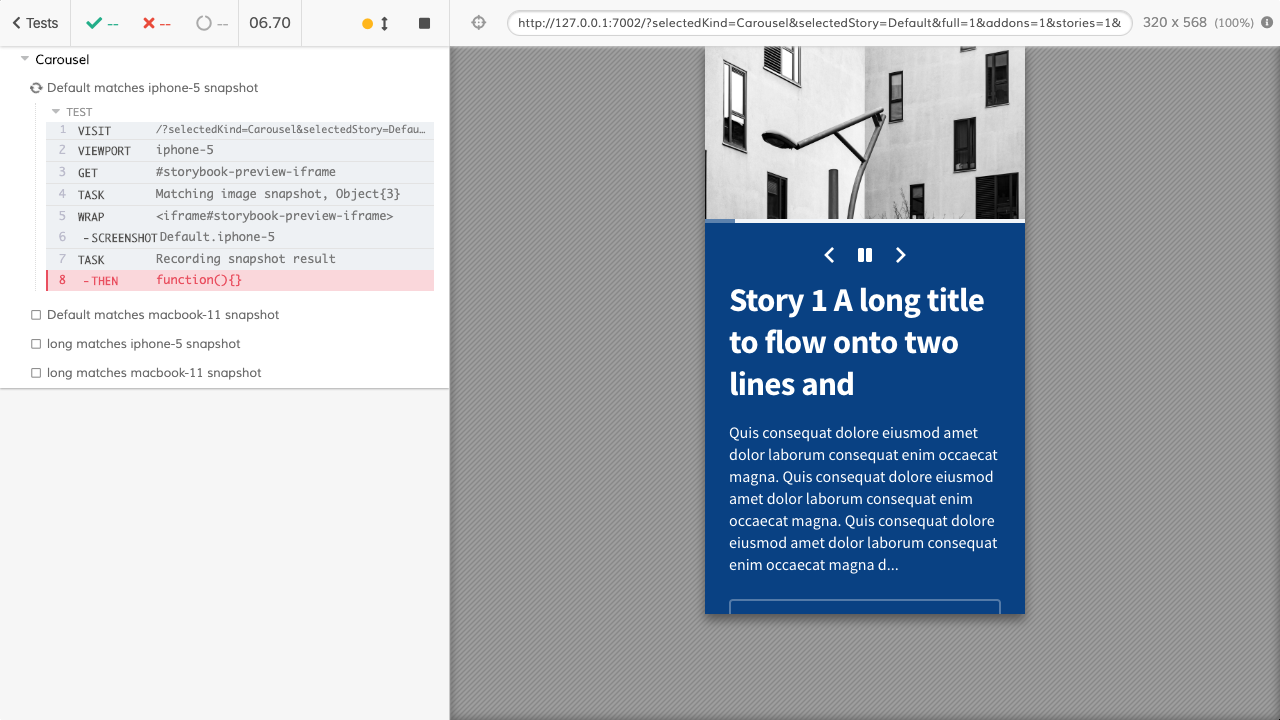 Tests
--
--
--
06.70
http://127.0.0.1:7002/?selectedKind=Carousel&selectedStory=Default&full=1&addons=1&stories=1&
320 x 568 (100%)
Carousel
Default matches iphone-5 snapshot
TEST
1 VISIT /?selectedKind=Carousel&selectedStory=Defau…
2 VIEWPORT iphone-5
3 GET #storybook-preview-iframe
4 TASK Matching image snapshot, Object{3}
5 WRAP <iframe#storybook-preview-iframe>
6 -SCREENSHOT Default.iphone-5
7 TASK Recording snapshot result
8 -THEN function(){}
Default matches macbook-11 snapshot
long matches iphone-5 snapshot
long matches macbook-11 snapshot
Story 1 A long title
to flow onto two
lines and
Quis consequat dolore eiusmod amet
dolor laborum consequat enim occaecat
magna. Quis consequat dolore eiusmod
amet dolor laborum consequat enim
occaecat magna. Quis consequat dolore
eiusmod amet dolor laborum consequat
enim occaecat magna d...